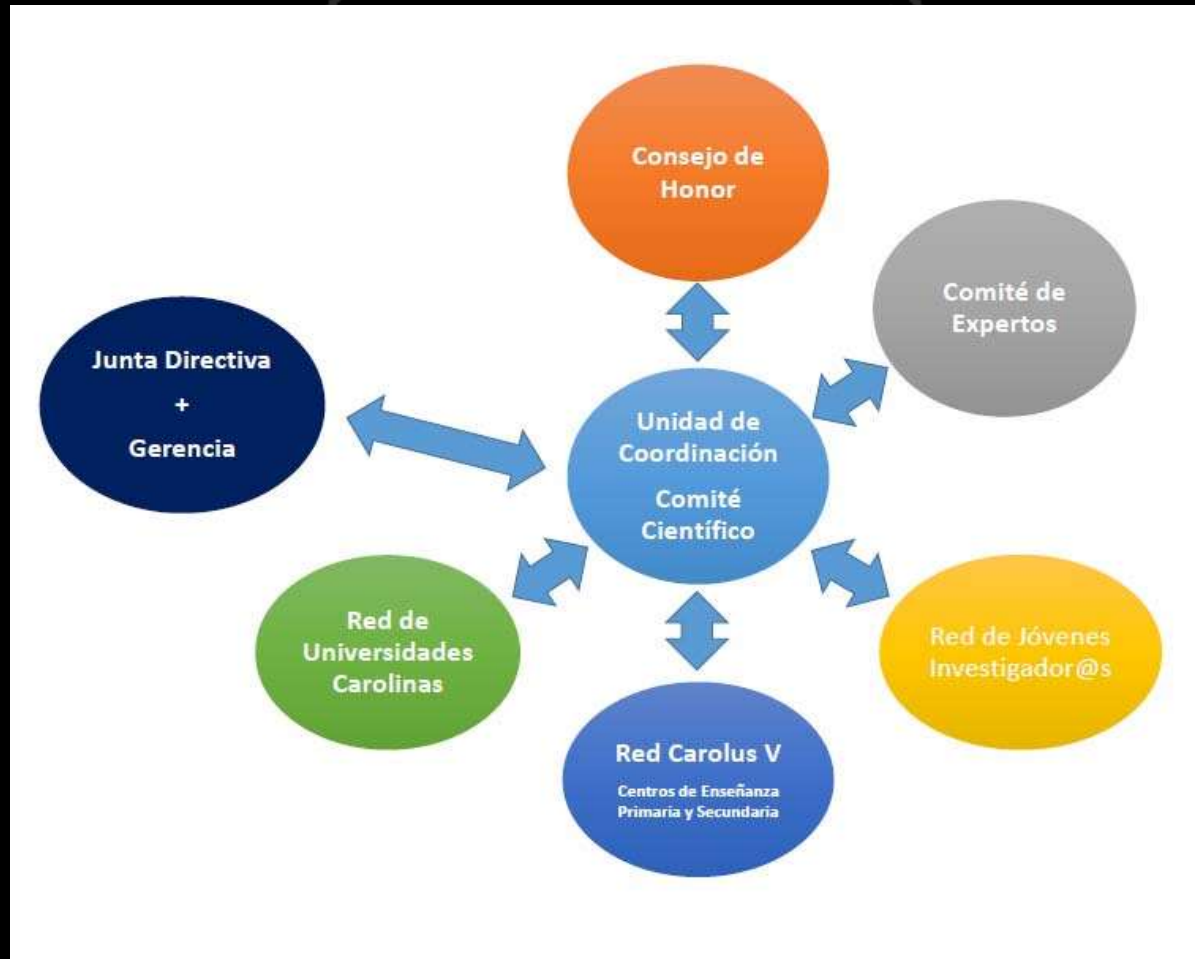 Consejo de
Honor
Comité de
Expertos
Junta Directiva
+
Gerencia
Unidad de
Coordinación
Comité
Científico
Red de
Universidades
Carolinas
Red de Jóvenes
Investigador@s
Red Carolus V
Centros de Enseñanza
Primaria y Secundaria